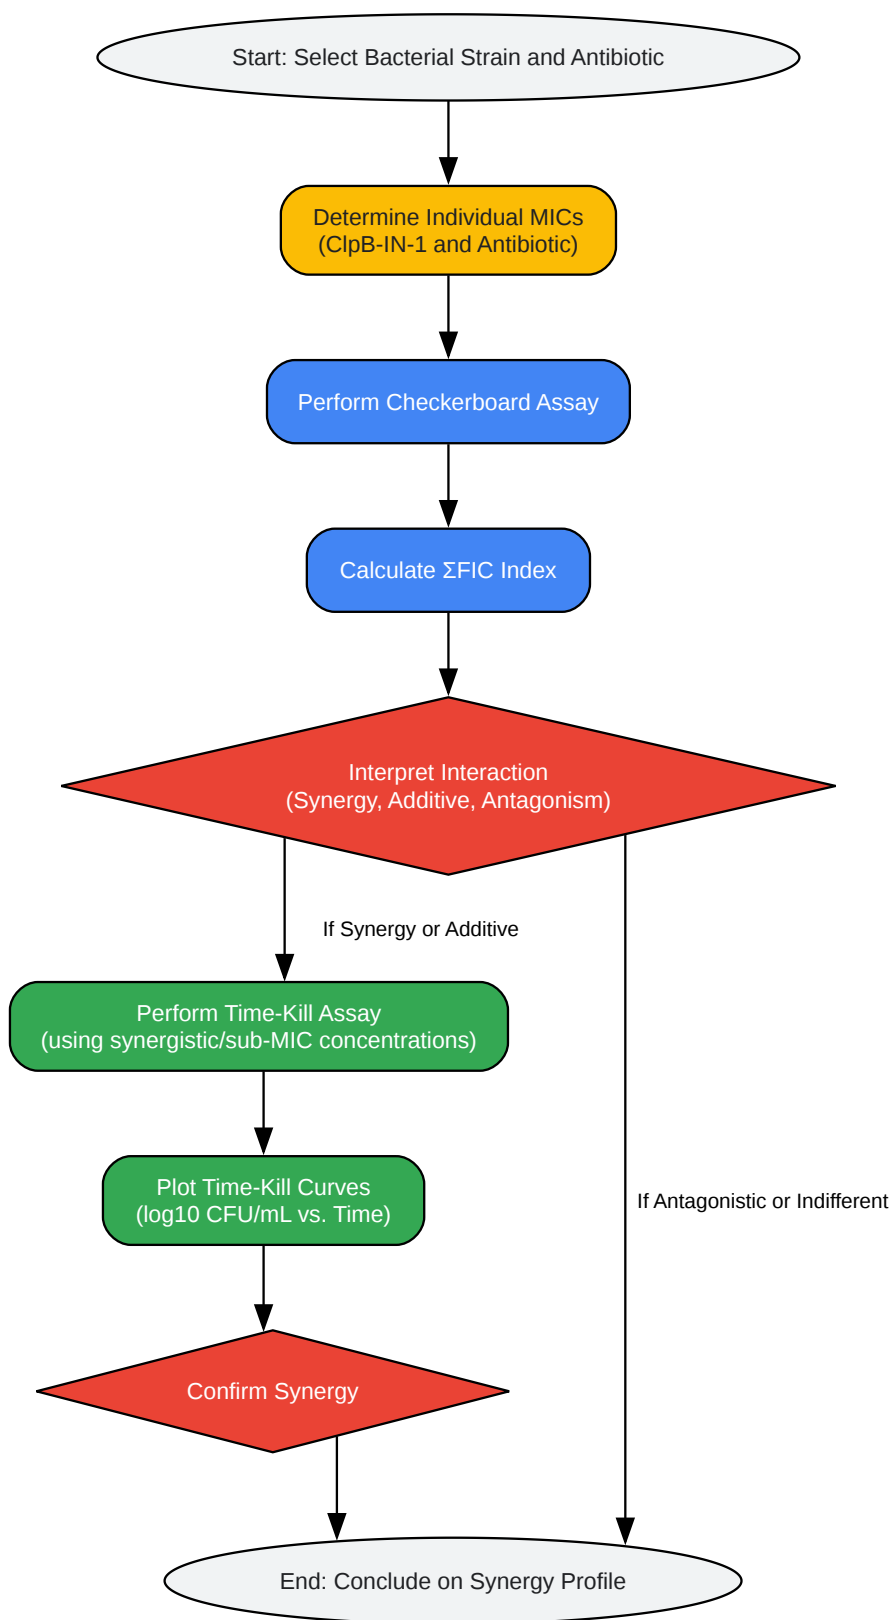 Start: Select Bacterial Strain and Antibiotic
Determine Individual MICs
(ClpB-IN-1 and Antibiotic)
Perform Checkerboard Assay
Calculate ΣFIC Index
Interpret Interaction
(Synergy, Additive, Antagonism)
If Synergy or Additive
Perform Time-Kill Assay
(using synergistic/sub-MIC concentrations)
Plot Time-Kill Curves
(log10 CFU/mL vs. Time)
If Antagonistic or Indifferent
Confirm Synergy
End: Conclude on Synergy Profile